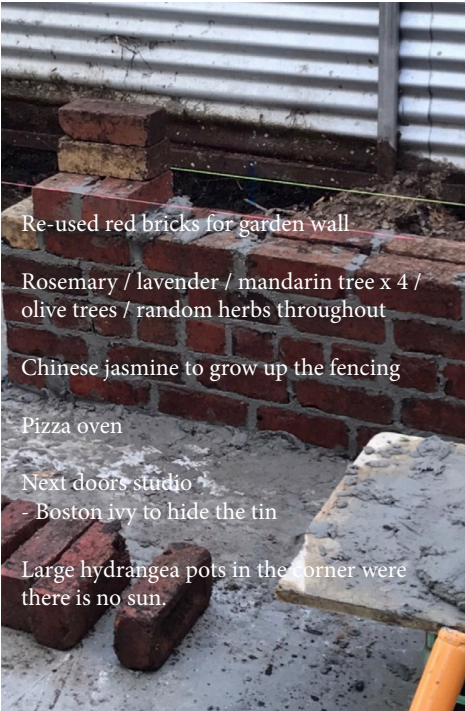 Re-used red bricks for garden wall
Rosemary / lavender / mandarin tree x 4 /
olive trees / random herbs throughout
Chinese jasmine to grow up the fencing
Pizza oven
Next doors studio
- Boston ivy to hide the tin
Large hydrangea pots in the corner were
there is no sun.